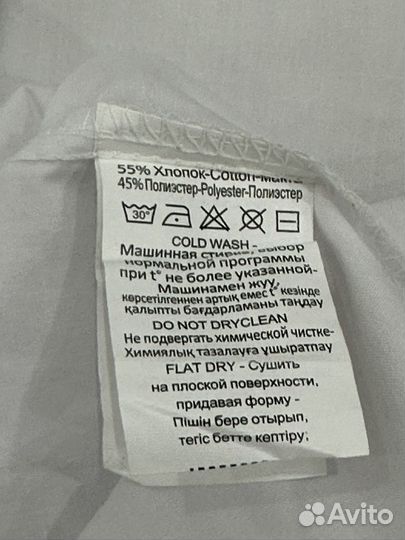 55% Хлопок-Cotton-Мақта
45% Полиэстер-Polyester-Полиэстер
30°
COLD WASH -
Машинная стирка, выбор
нормальной программы
при t° не более указанной-
Машинамен жуу,
көрсетілгеннен артық емес t° кезінде
қалыпты бағдарламаны таңдау
DO NOT DRYCLEAN
Не подвергать химической чистке-
Химиялық тазалауға ұшыратпау
FLAT DRY - Сушить
на плоской поверхности,
придавая форму -
Пішін бере отырып,
тегіс бетте кептіру;
Avito